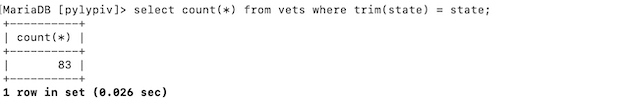 [MariaDB [pylypiv]> select count(*) from vets where trim(state) = state;
+----------+
| count(*) |
+----------+
|       83 |
+----------+
1 row in set (0.026 sec)